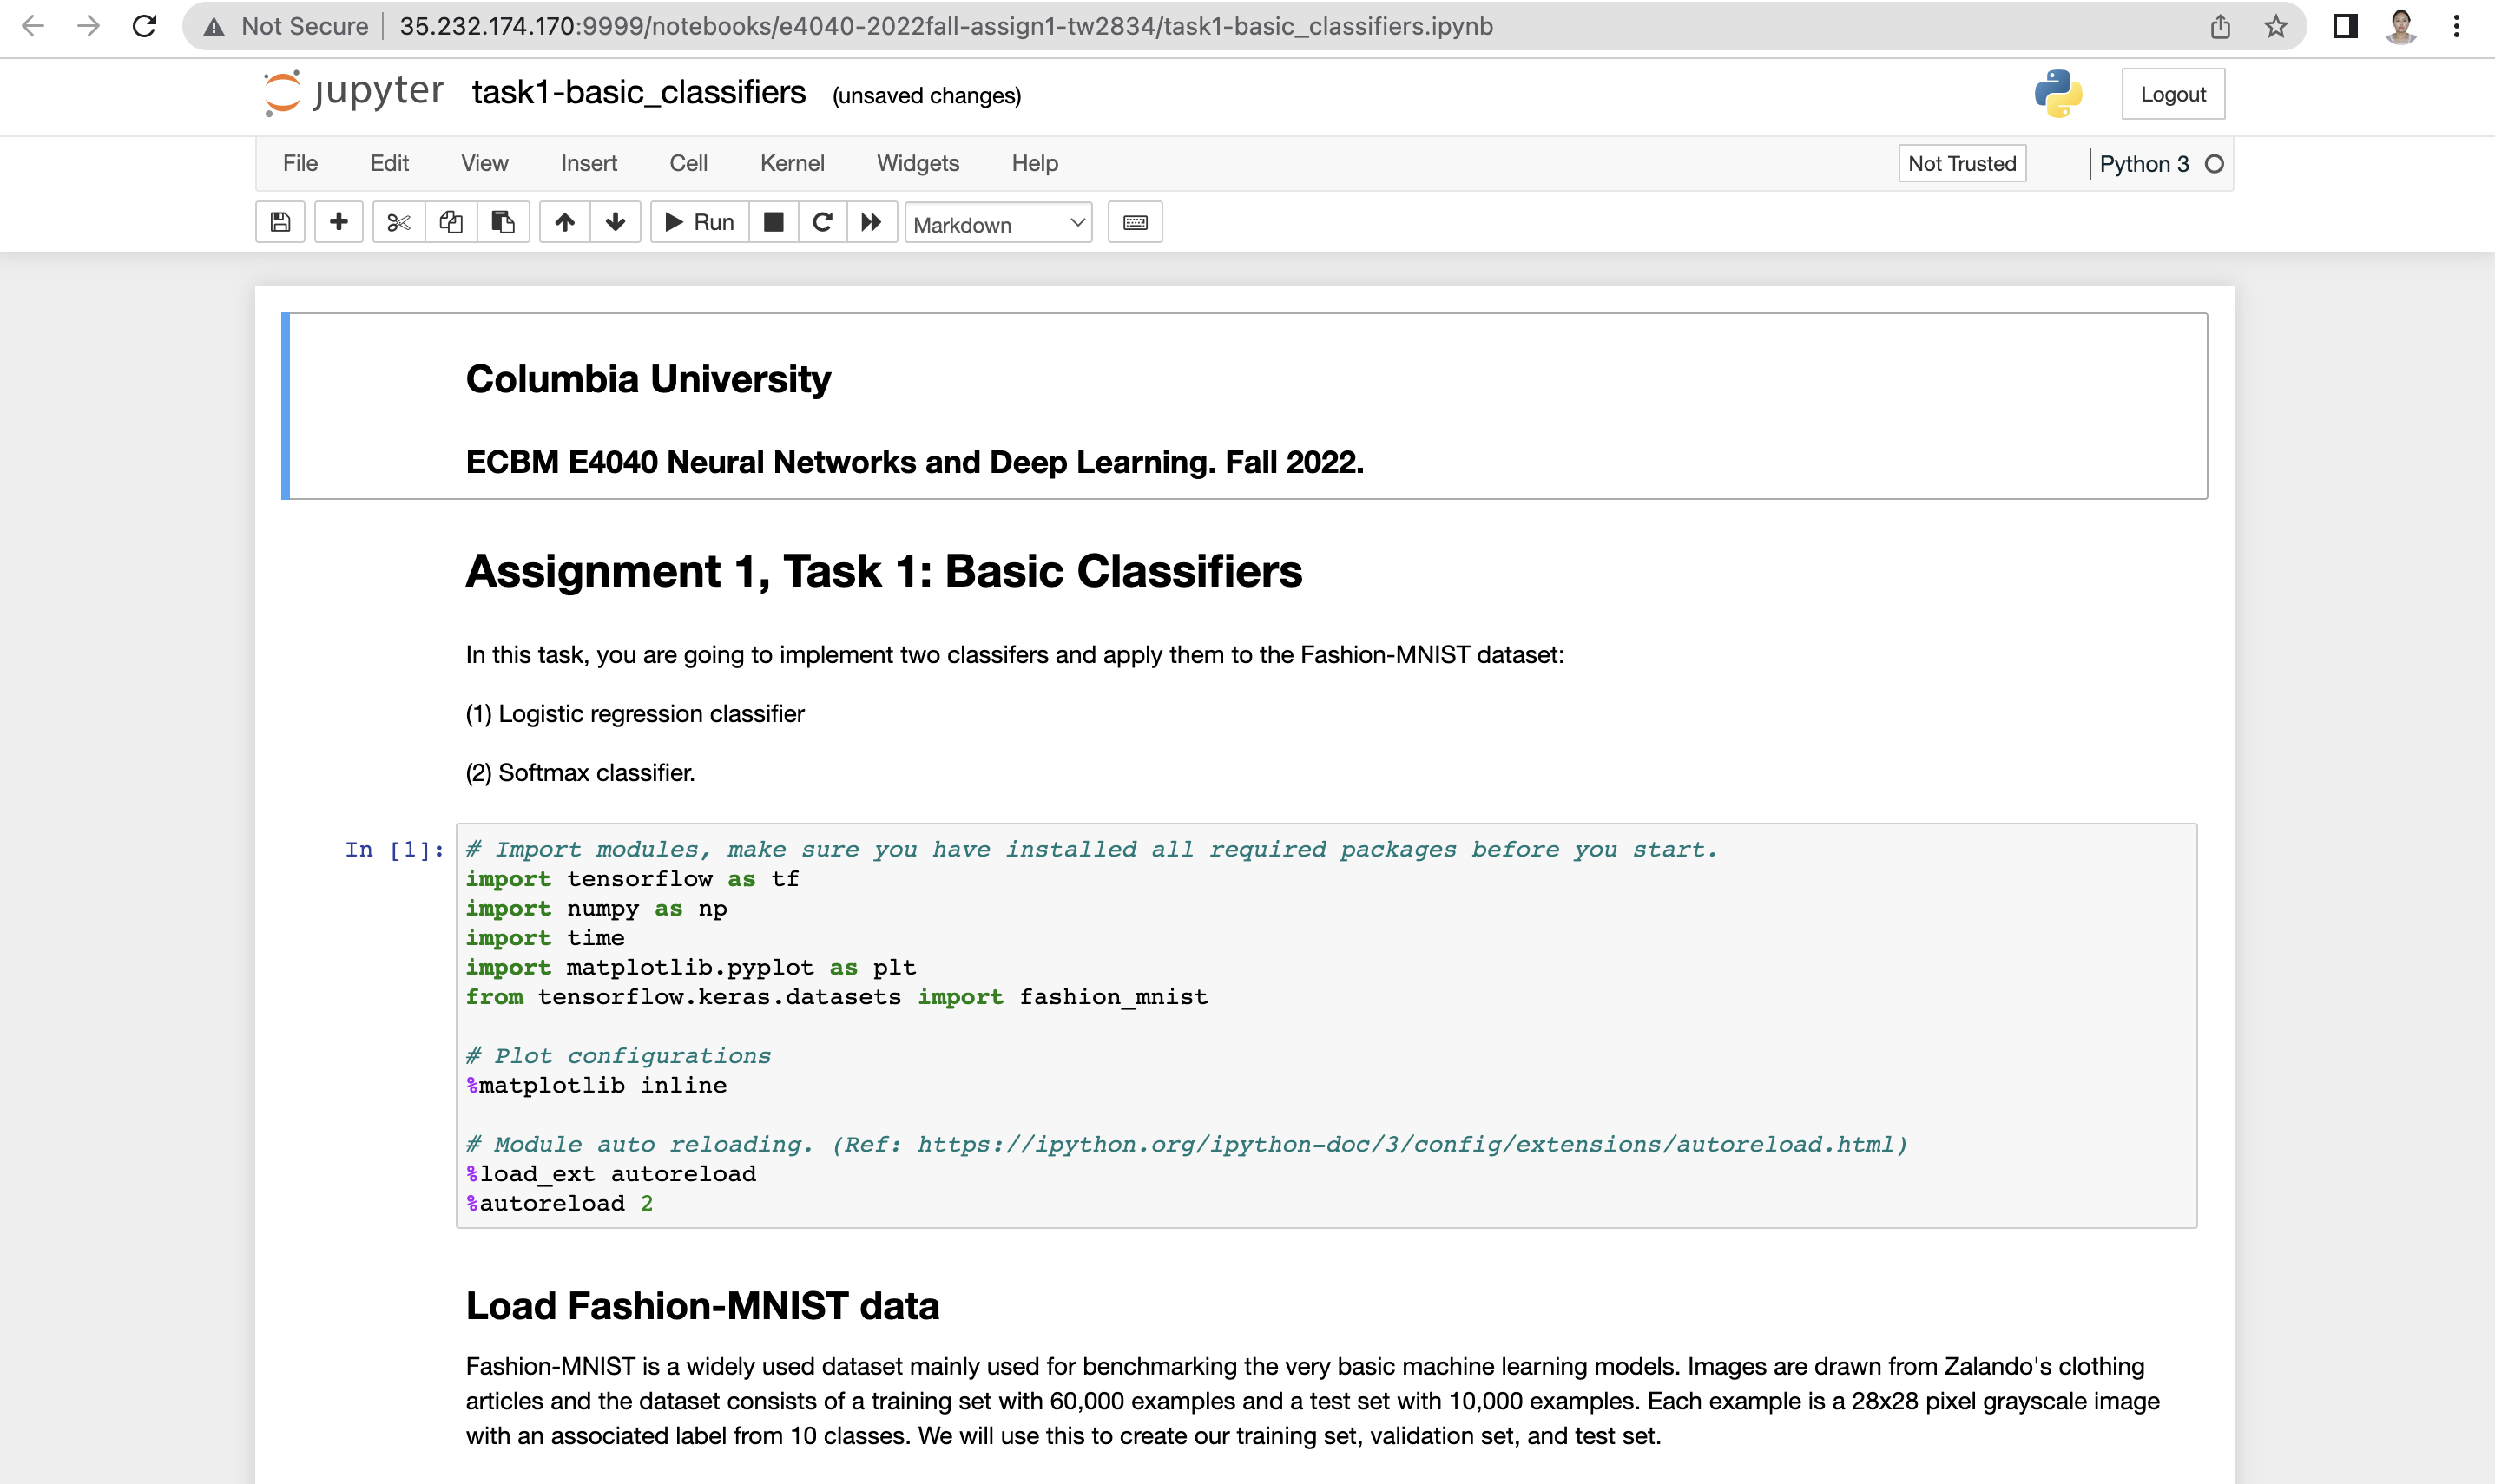 Not Secure 35.232.174.170:9999/notebooks/e4040-2022fall-assign1-tw2834/task1-basic_classifiers.ipynb
jupyter task1-basic_classifiers (unsaved changes) Logout
File Edit View Insert Cell Kernel Widgets Help Not Trusted Python 3
Run Markdown
Columbia University
ECBM E4040 Neural Networks and Deep Learning. Fall 2022.
Assignment 1, Task 1: Basic Classifiers
In this task, you are going to implement two classifers and apply them to the Fashion-MNIST dataset:
(1) Logistic regression classifier
(2) Softmax classifier.
In [1]: # Import modules, make sure you have installed all required packages before you start.
import tensorflow as tf
import numpy as np
import time
import matplotlib.pyplot as plt
from tensorflow.keras.datasets import fashion_mnist
# Plot configurations
%matplotlib inline
# Module auto reloading. (Ref: https://ipython.org/ipython-doc/3/config/extensions/autoreload.html)
%load_ext autoreload
%autoreload 2
Load Fashion-MNIST data
Fashion-MNIST is a widely used dataset mainly used for benchmarking the very basic machine learning models. Images are drawn from Zalando's clothing
articles and the dataset consists of a training set with 60,000 examples and a test set with 10,000 examples. Each example is a 28x28 pixel grayscale image
with an associated label from 10 classes. We will use this to create our training set, validation set, and test set.